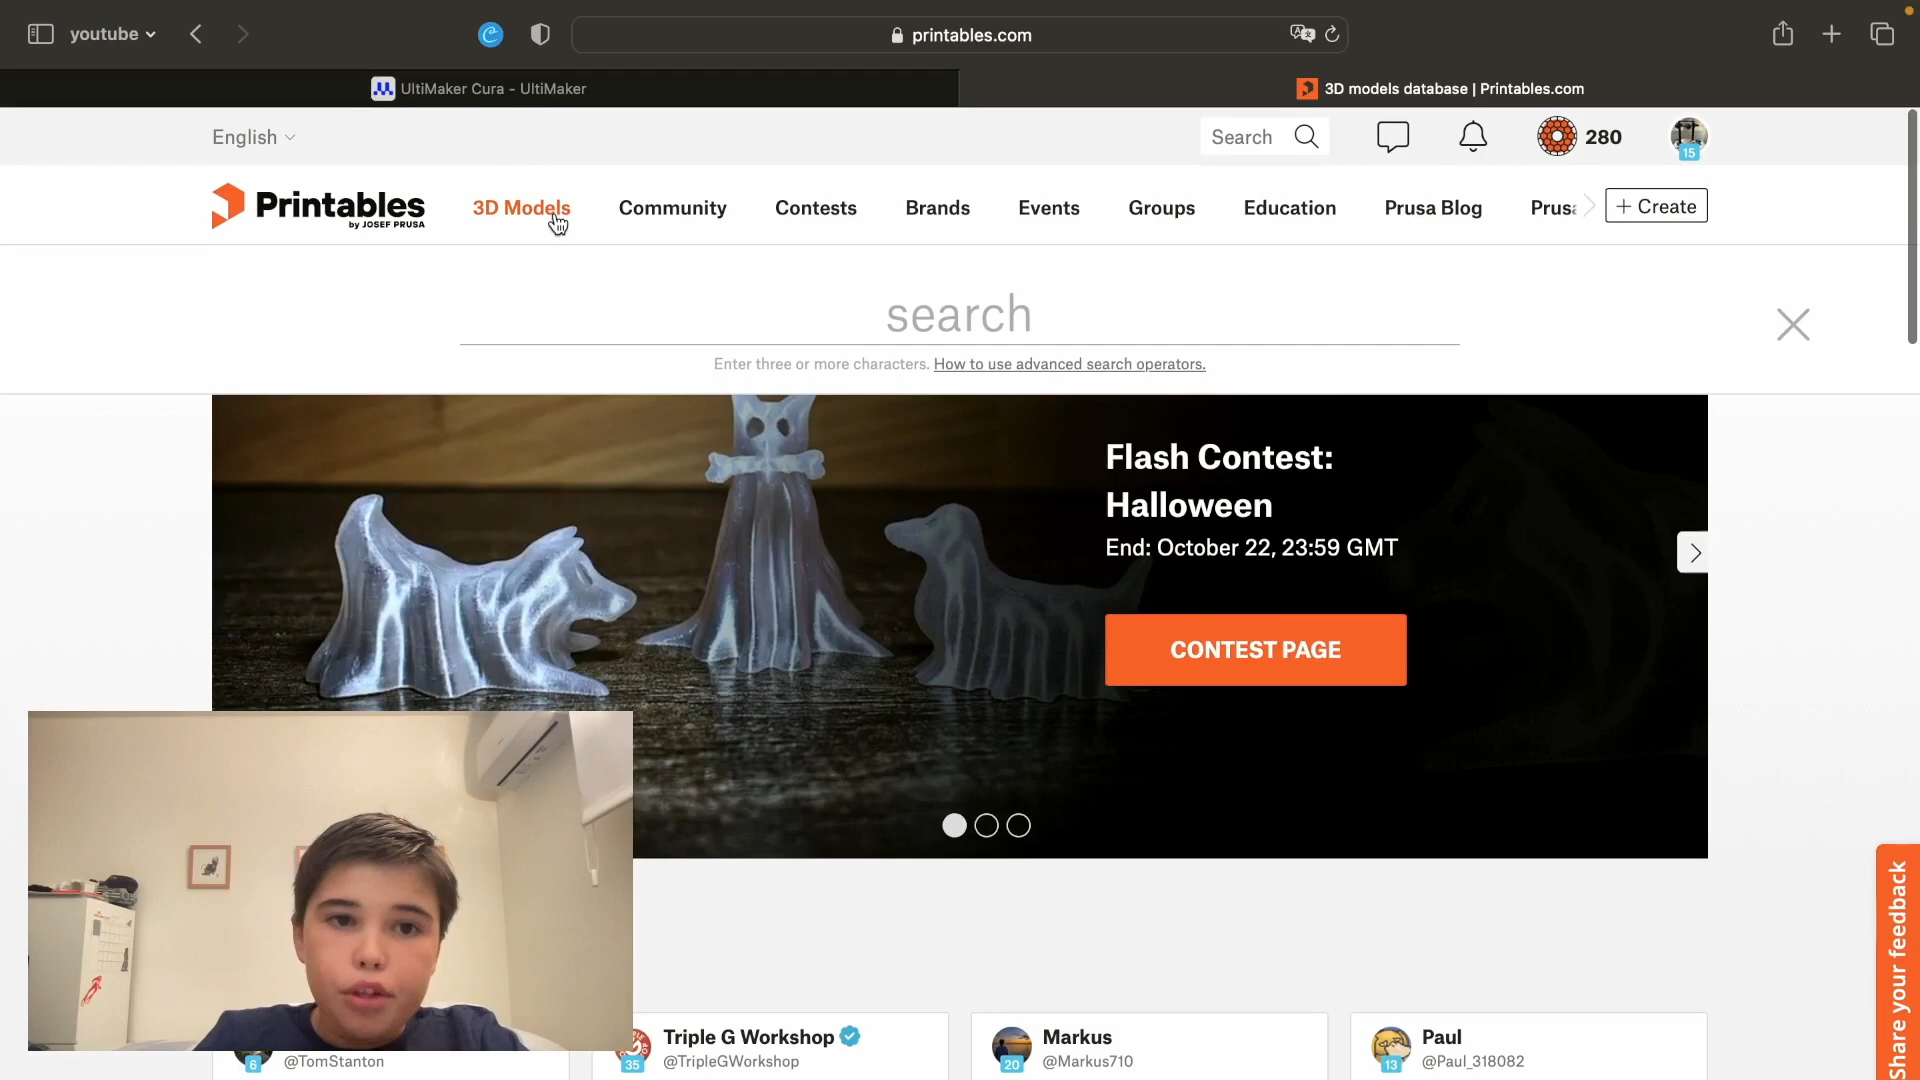 youtube
printables.com
UltiMaker Cura - UltiMaker
3D models database | Printables.com
English
Search
280
15
Printables
by JOSEF PRUSA
3D Models
Community
Contests
Brands
Events
Groups
Education
Prusa Blog
Prusa
+ Create
search
Enter three or more characters. How to use advanced search operators.
Flash Contest:
Halloween
End: October 22, 23:59 GMT
CONTEST PAGE
Share your feedback
6
@TomStanton
Triple G Workshop
35
@TripleGWorkshop
Markus
20
@Markus710
Paul
13
@Paul_318082